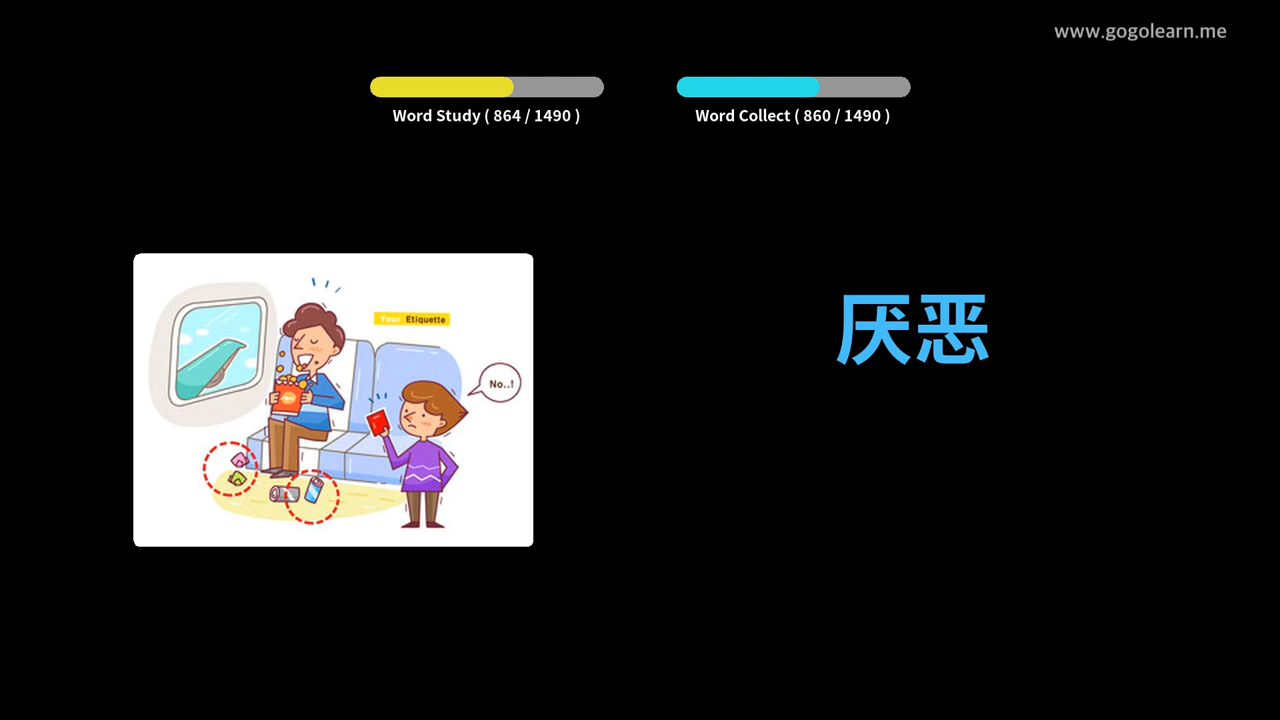 www.gogolearn.me
Word Study ( 864 / 1490 )
Word Collect ( 860 / 1490 )
Your Etiquette
No..!
厌恶